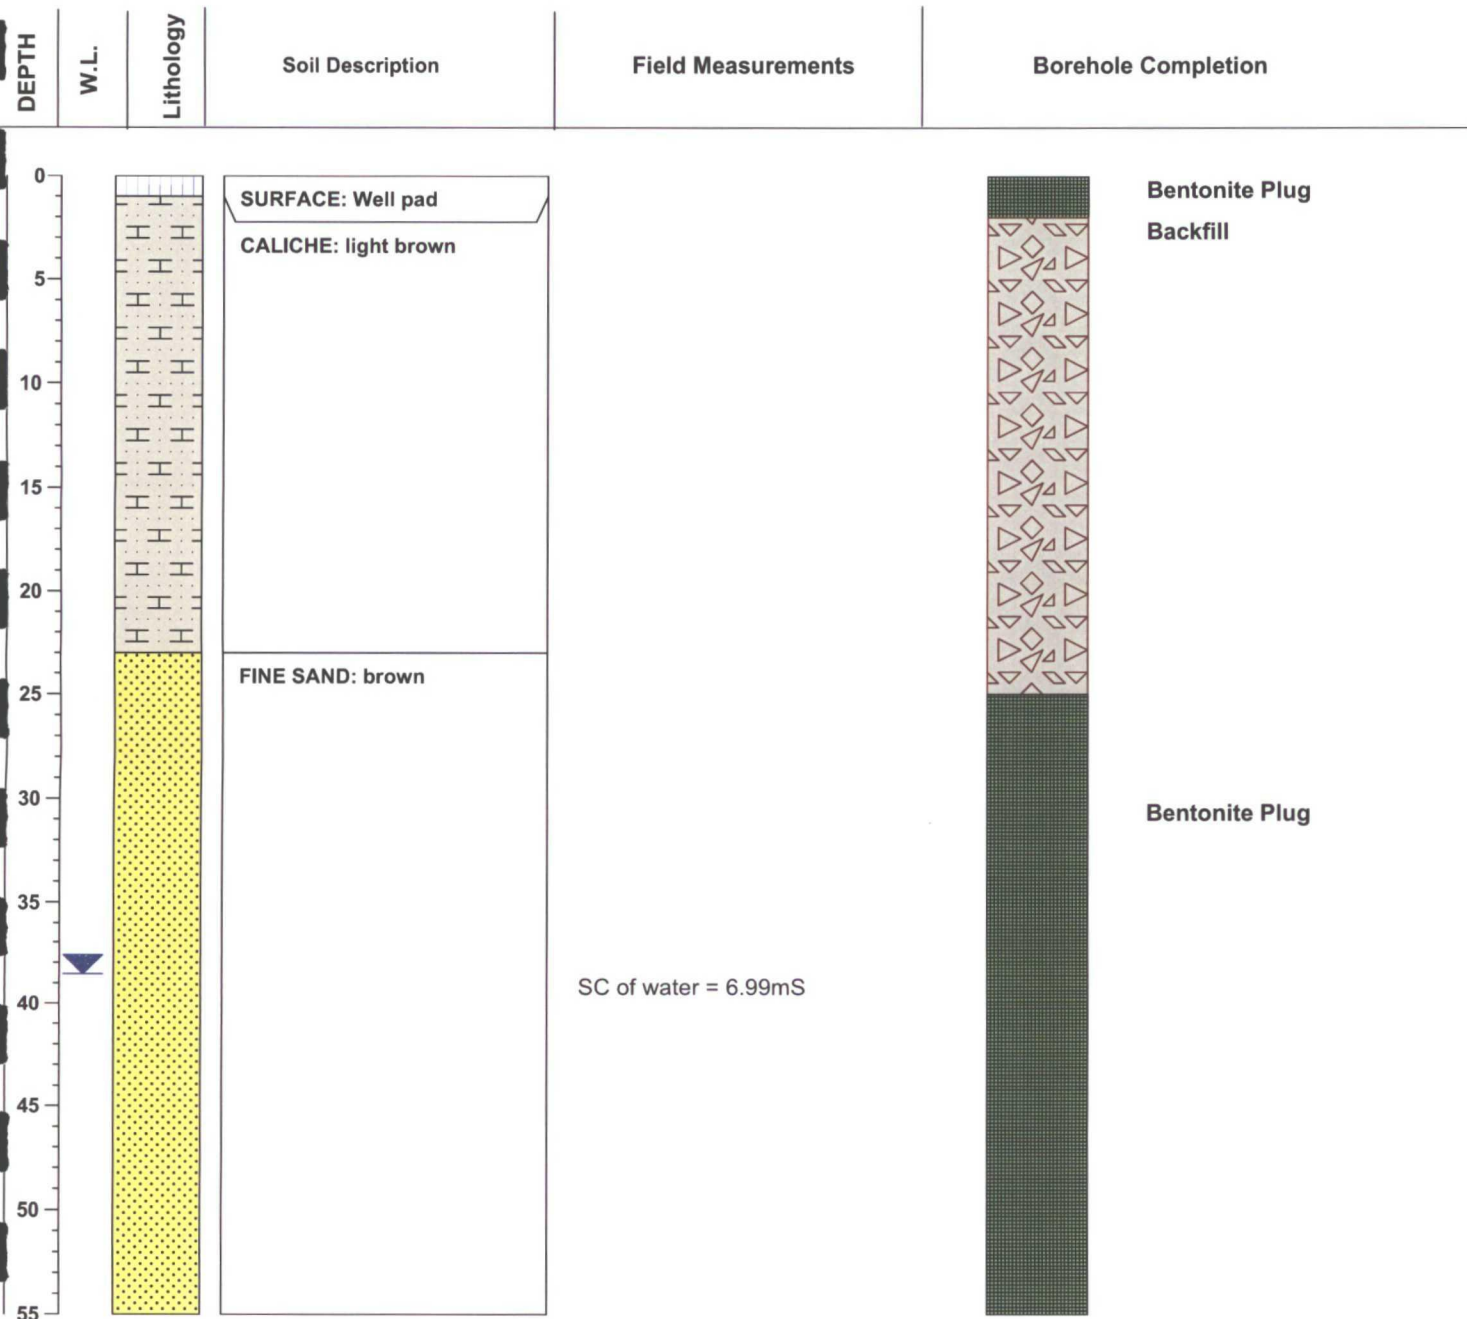 DEPTH
W.L.
Lithology
Soil Description
Field Measurements
Borehole Completion
0
SURFACE: Well pad
Bentonite Plug
CALICHE: light brown
Backfill
5
10
15
20
FINE SAND: brown
25
30
Bentonite Plug
35
SC of water = 6.99mS
40
45
50
55